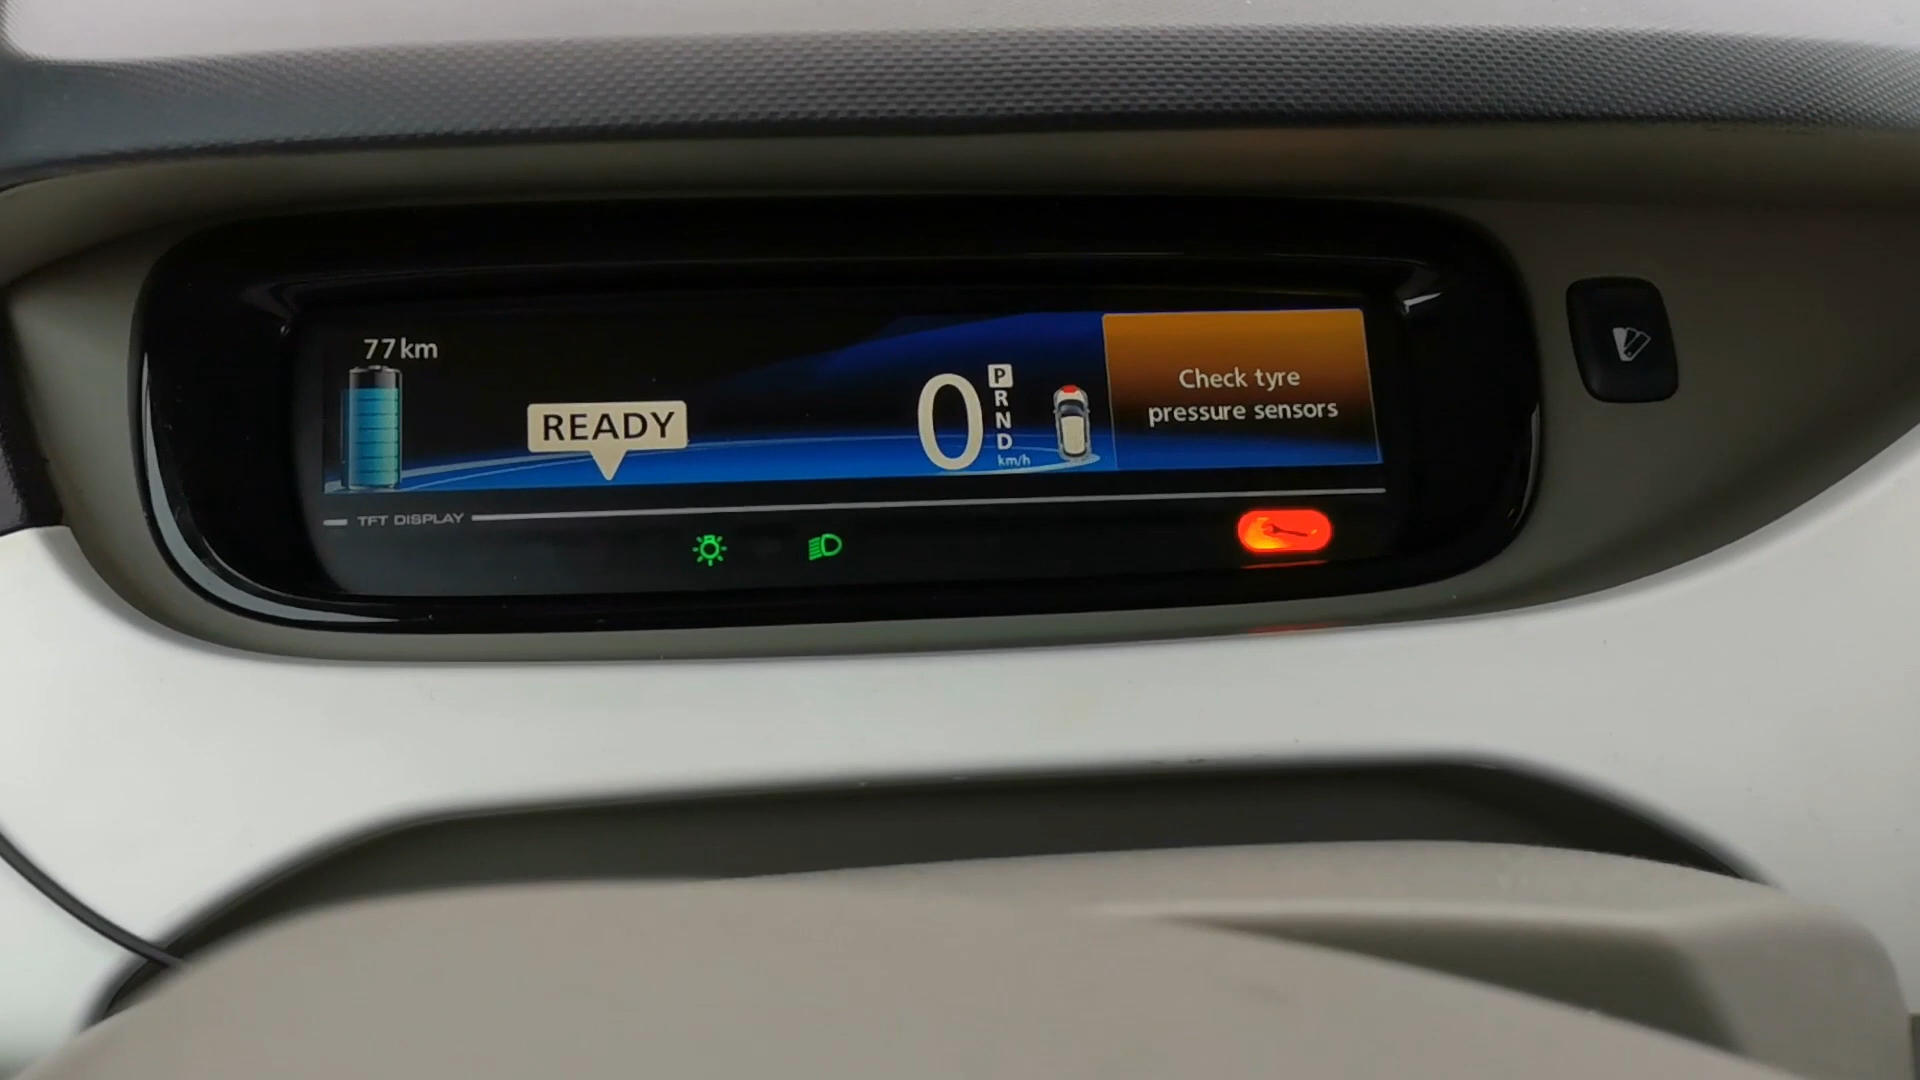 77km
READY
0
P
R
N
D
km/h
Check tyre
pressure sensors
TFT DISPLAY